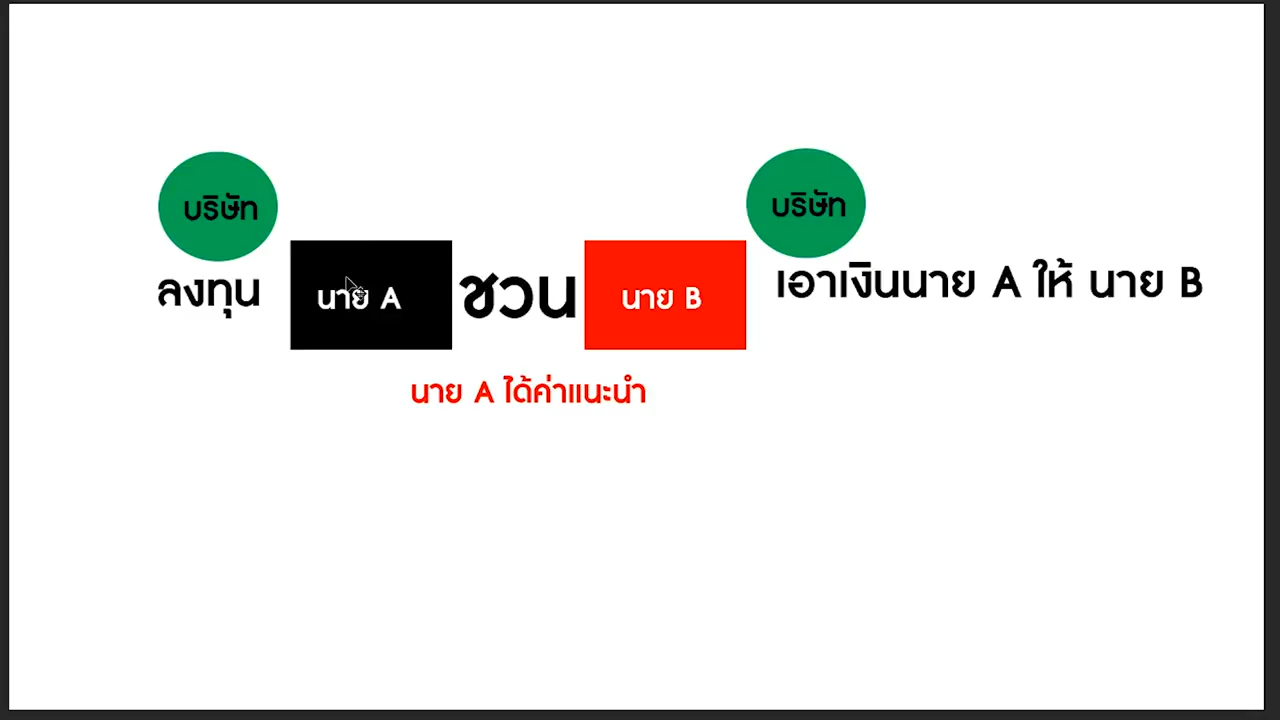 บริษัท
ลงทุน
นาย A
ชวน
นาย B
บริษัท
เอาเงินนาย A ให้ นาย B
นาย A ได้ค่าแนะนำ